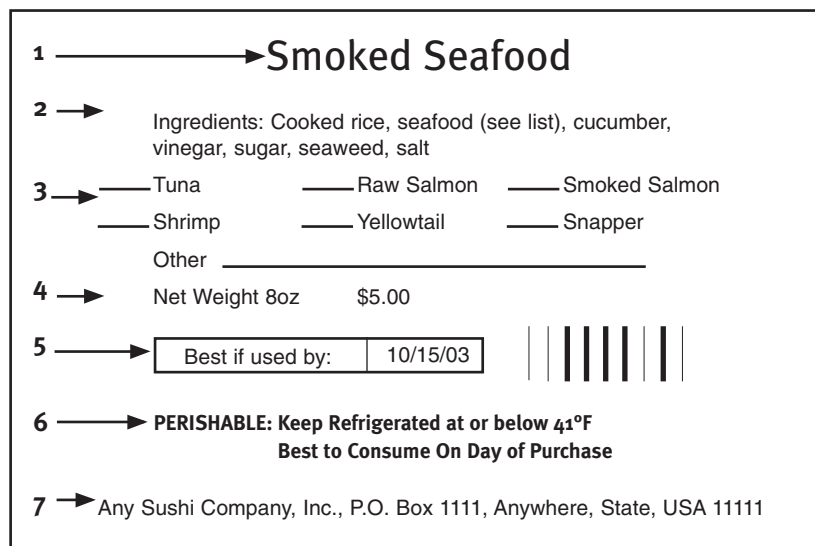 1 Smoked Seafood
2 Ingredients: Cooked rice, seafood (see list), cucumber,
vinegar, sugar, seaweed, salt
3 Tuna Raw Salmon Smoked Salmon
Shrimp Yellowtail Snapper
Other
4 Net Weight 8oz $5.00
5 Best if used by: 10/15/03
6 PERISHABLE: Keep Refrigerated at or below 41°F
Best to Consume On Day of Purchase
7 Any Sushi Company, Inc., P.O. Box 1111, Anywhere, State, USA 11111